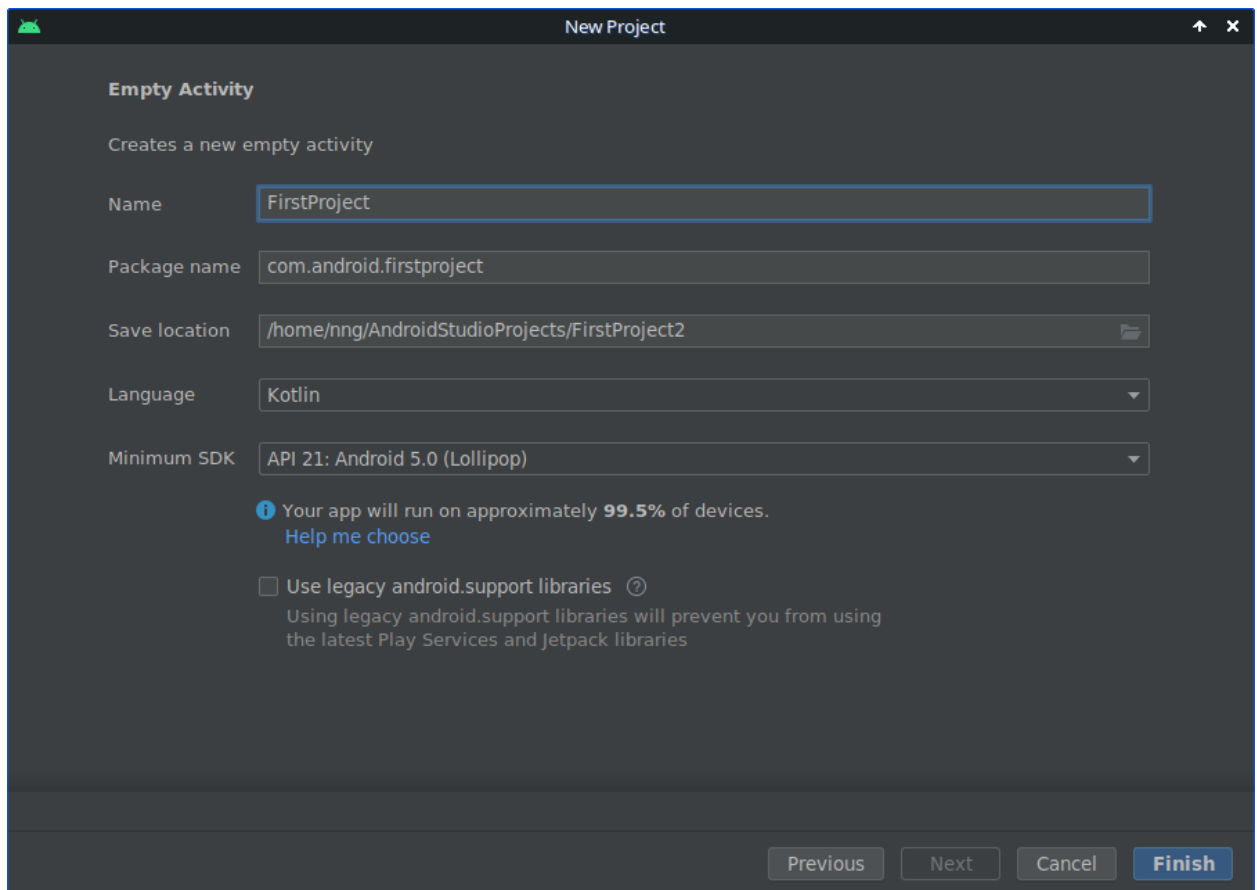 New Project
Empty Activity
Creates a new empty activity
Name FirstProject
Package name com.android.firstproject
Save location /home/nng/AndroidStudioProjects/FirstProject2
Language Kotlin
Minimum SDK API 21: Android 5.0 (Lollipop)
Your app will run on approximately 99.5% of devices.
Help me choose
Use legacy android.support libraries
Using legacy android.support libraries will prevent you from using
the latest Play Services and Jetpack libraries
Previous Next Cancel Finish